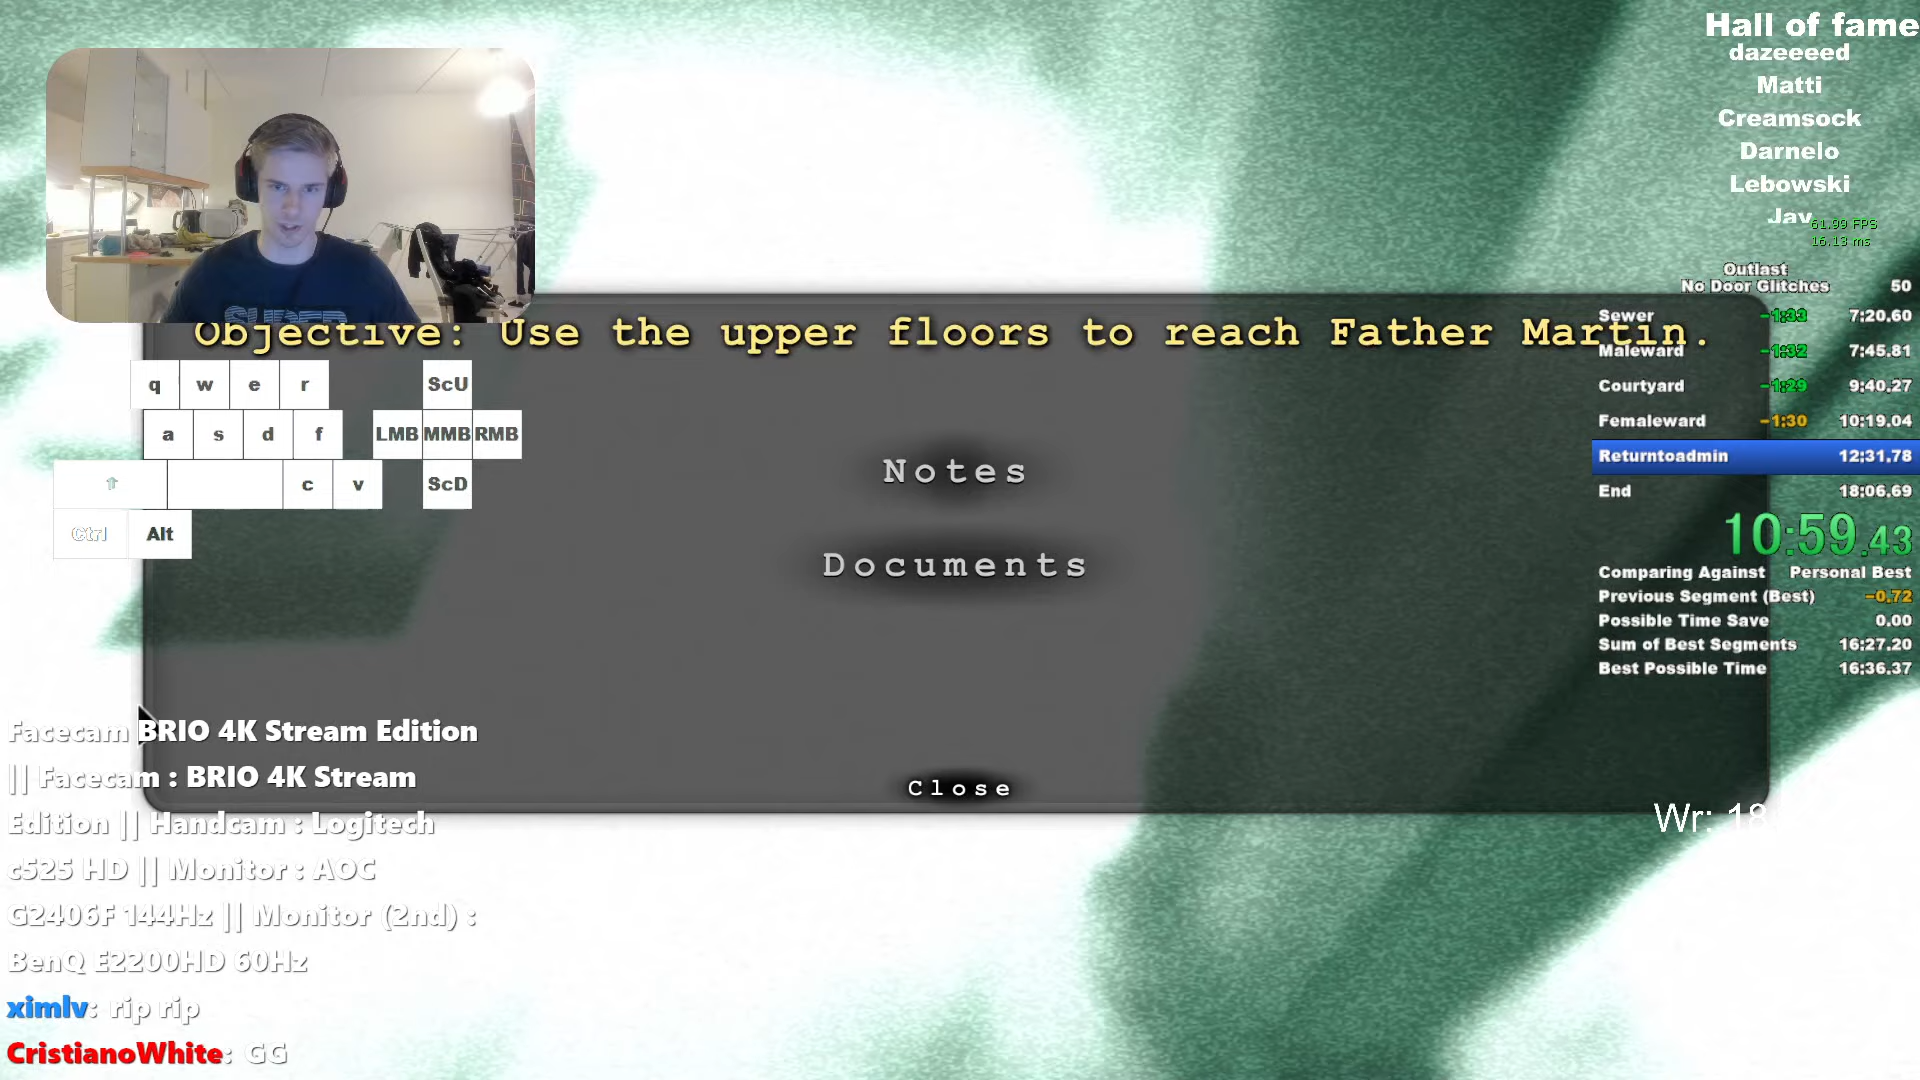 Hall of fame
dazeeeed
Matti
Creamsock
Darnelo
Lebowski
Jay
61.99 FPS
16.13 ms
Outlast
No Door Glitches 50
Sewer -1:33 7:20.60
Maleward -1:32 7:45.81
Courtyard -1:29 9:40.27
Femaleward -1:30 10:19.04
Returntoadmin 12:31.78
End 18:06.69
10:59.43
Comparing Against Personal Best
Previous Segment (Best) -0.72
Possible Time Save 0.00
Sum of Best Segments 16:27.20
Best Possible Time 16:36.37
Wr: 18
Objective: Use the upper floors to reach Father Martin.
Notes
Documents
Close
q w e r ScU
a s d f LMB MMB RMB
⇧ c v ScD
Ctrl Alt
Facecam BRIO 4K Stream Edition
|| Facecam : BRIO 4K Stream
Edition || Handcam : Logitech
c525 HD || Monitor : AOC
G2406F 144Hz || Monitor (2nd) :
BenQ E2200HD 60Hz
ximlv: rip rip
CristianoWhite: GG